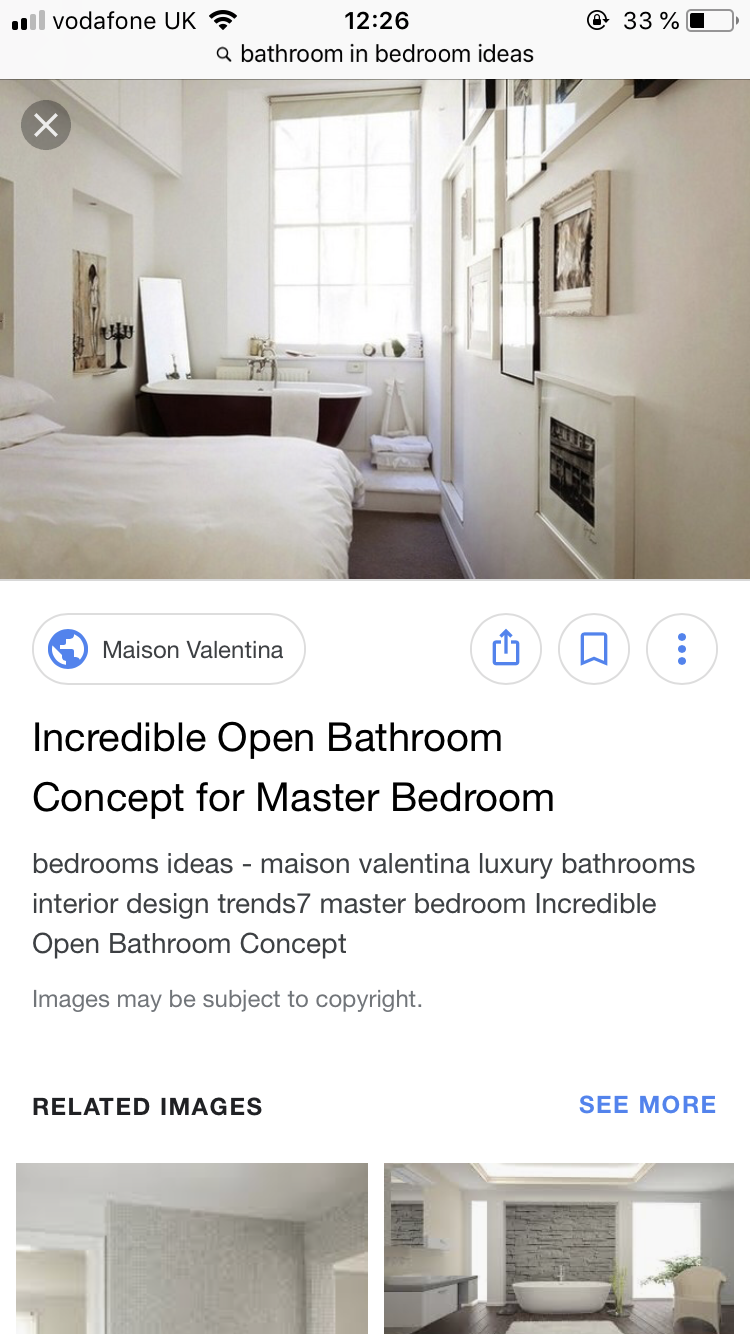 vodafone UK 12:26 33 %
bathroom in bedroom ideas
Maison Valentina
Incredible Open Bathroom
Concept for Master Bedroom
bedrooms ideas - maison valentina luxury bathrooms
interior design trends7 master bedroom Incredible
Open Bathroom Concept
Images may be subject to copyright.
RELATED IMAGES SEE MORE